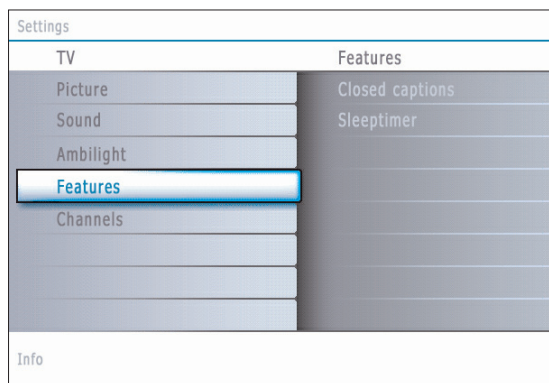 Settings
TV Features
Picture Closed captions
Sound Sleeptimer
Ambilight
Features
Channels
Info